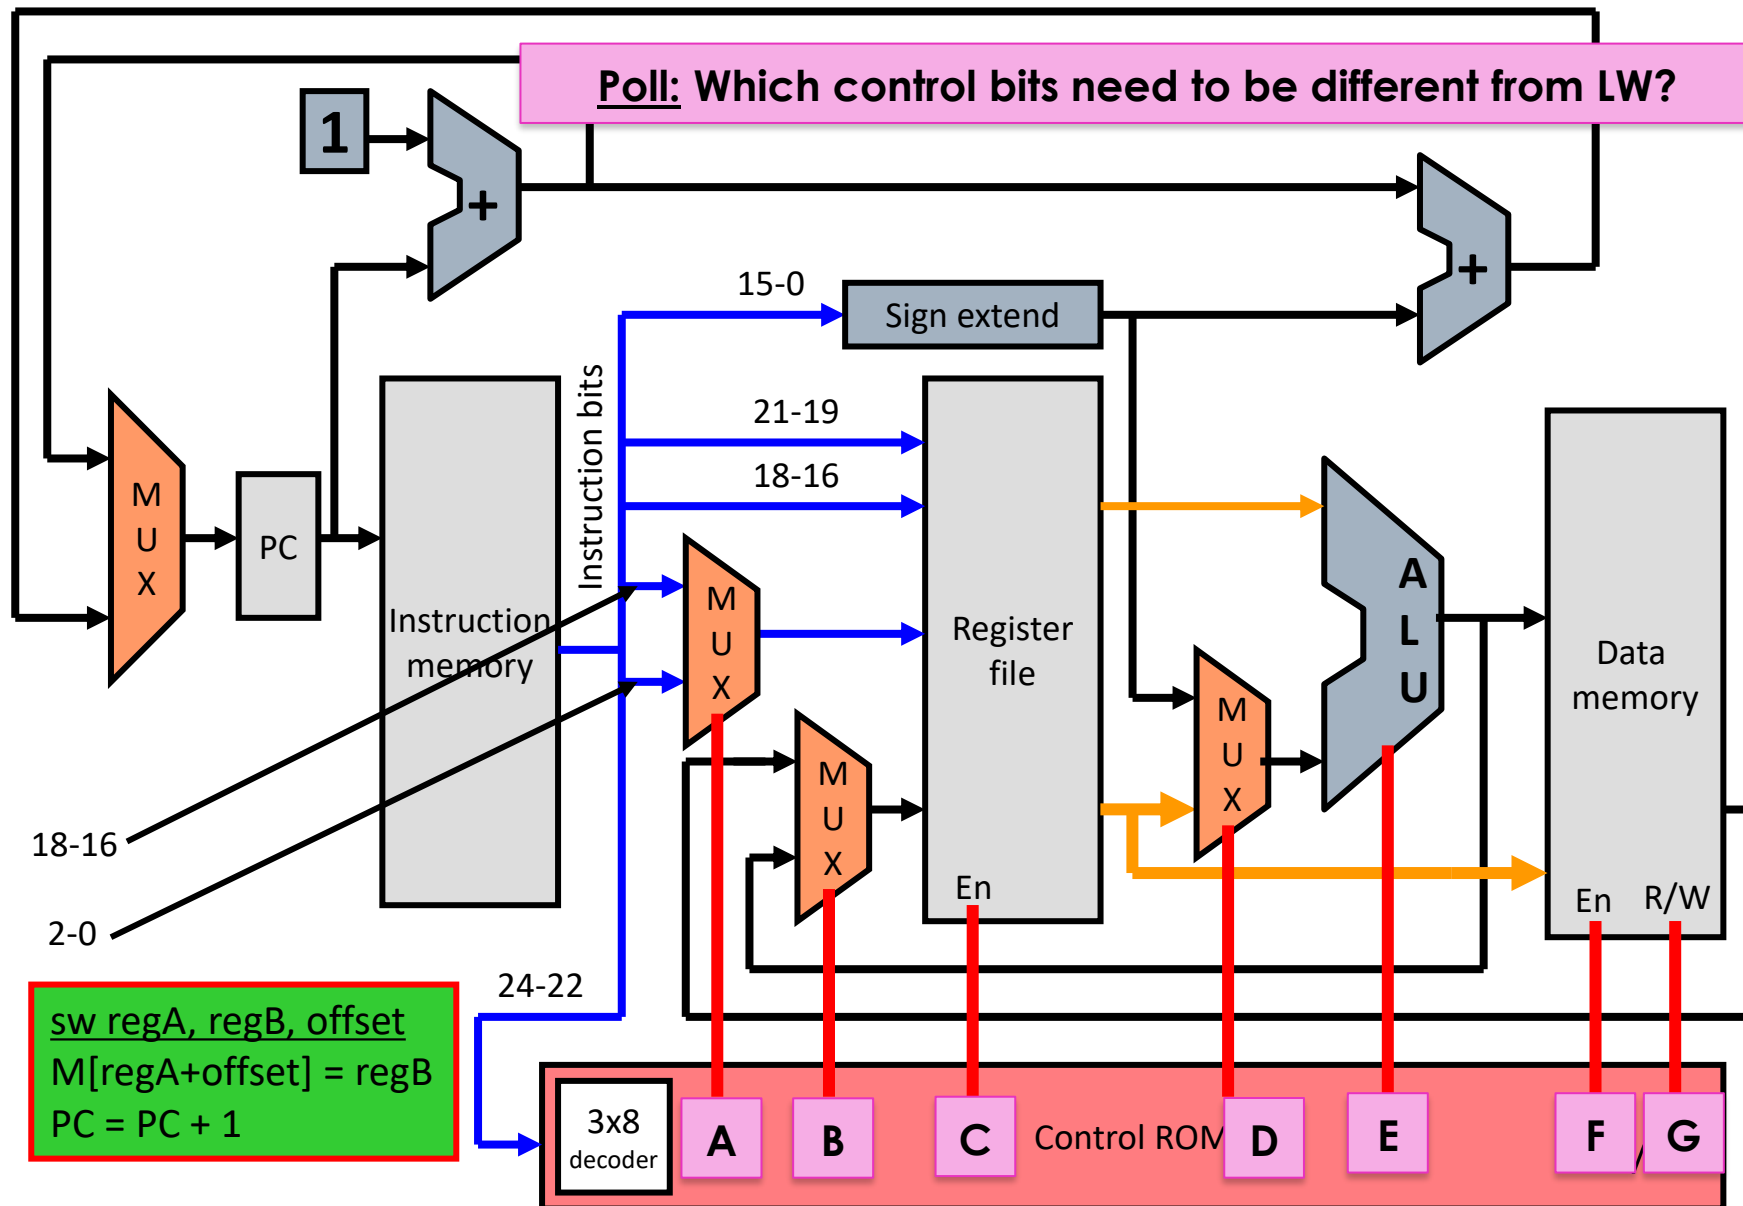 Poll: Which control bits need to be different from LW?
1
+
+
15-0
Sign extend
Instruction bits
21-19
18-16
M
U
X
PC
Instruction
memory
M
U
X
Register
file
En
M
U
X
M
U
X
A
L
U
Data
memory
En
R/W
18-16
2-0
24-22
sw regA, regB, offset
M[regA+offset] = regB
PC = PC + 1
3x8
decoder
A
B
C
Control ROM
D
E
F
G